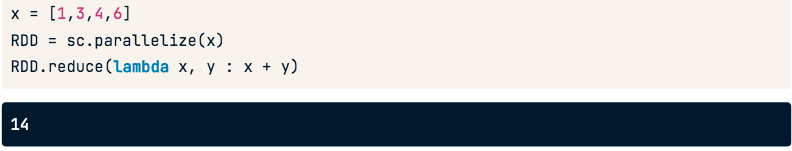 x = [1,3,4,6]
RDD = sc.parallelize(x)
RDD.reduce(lambda x, y : x + y)
14